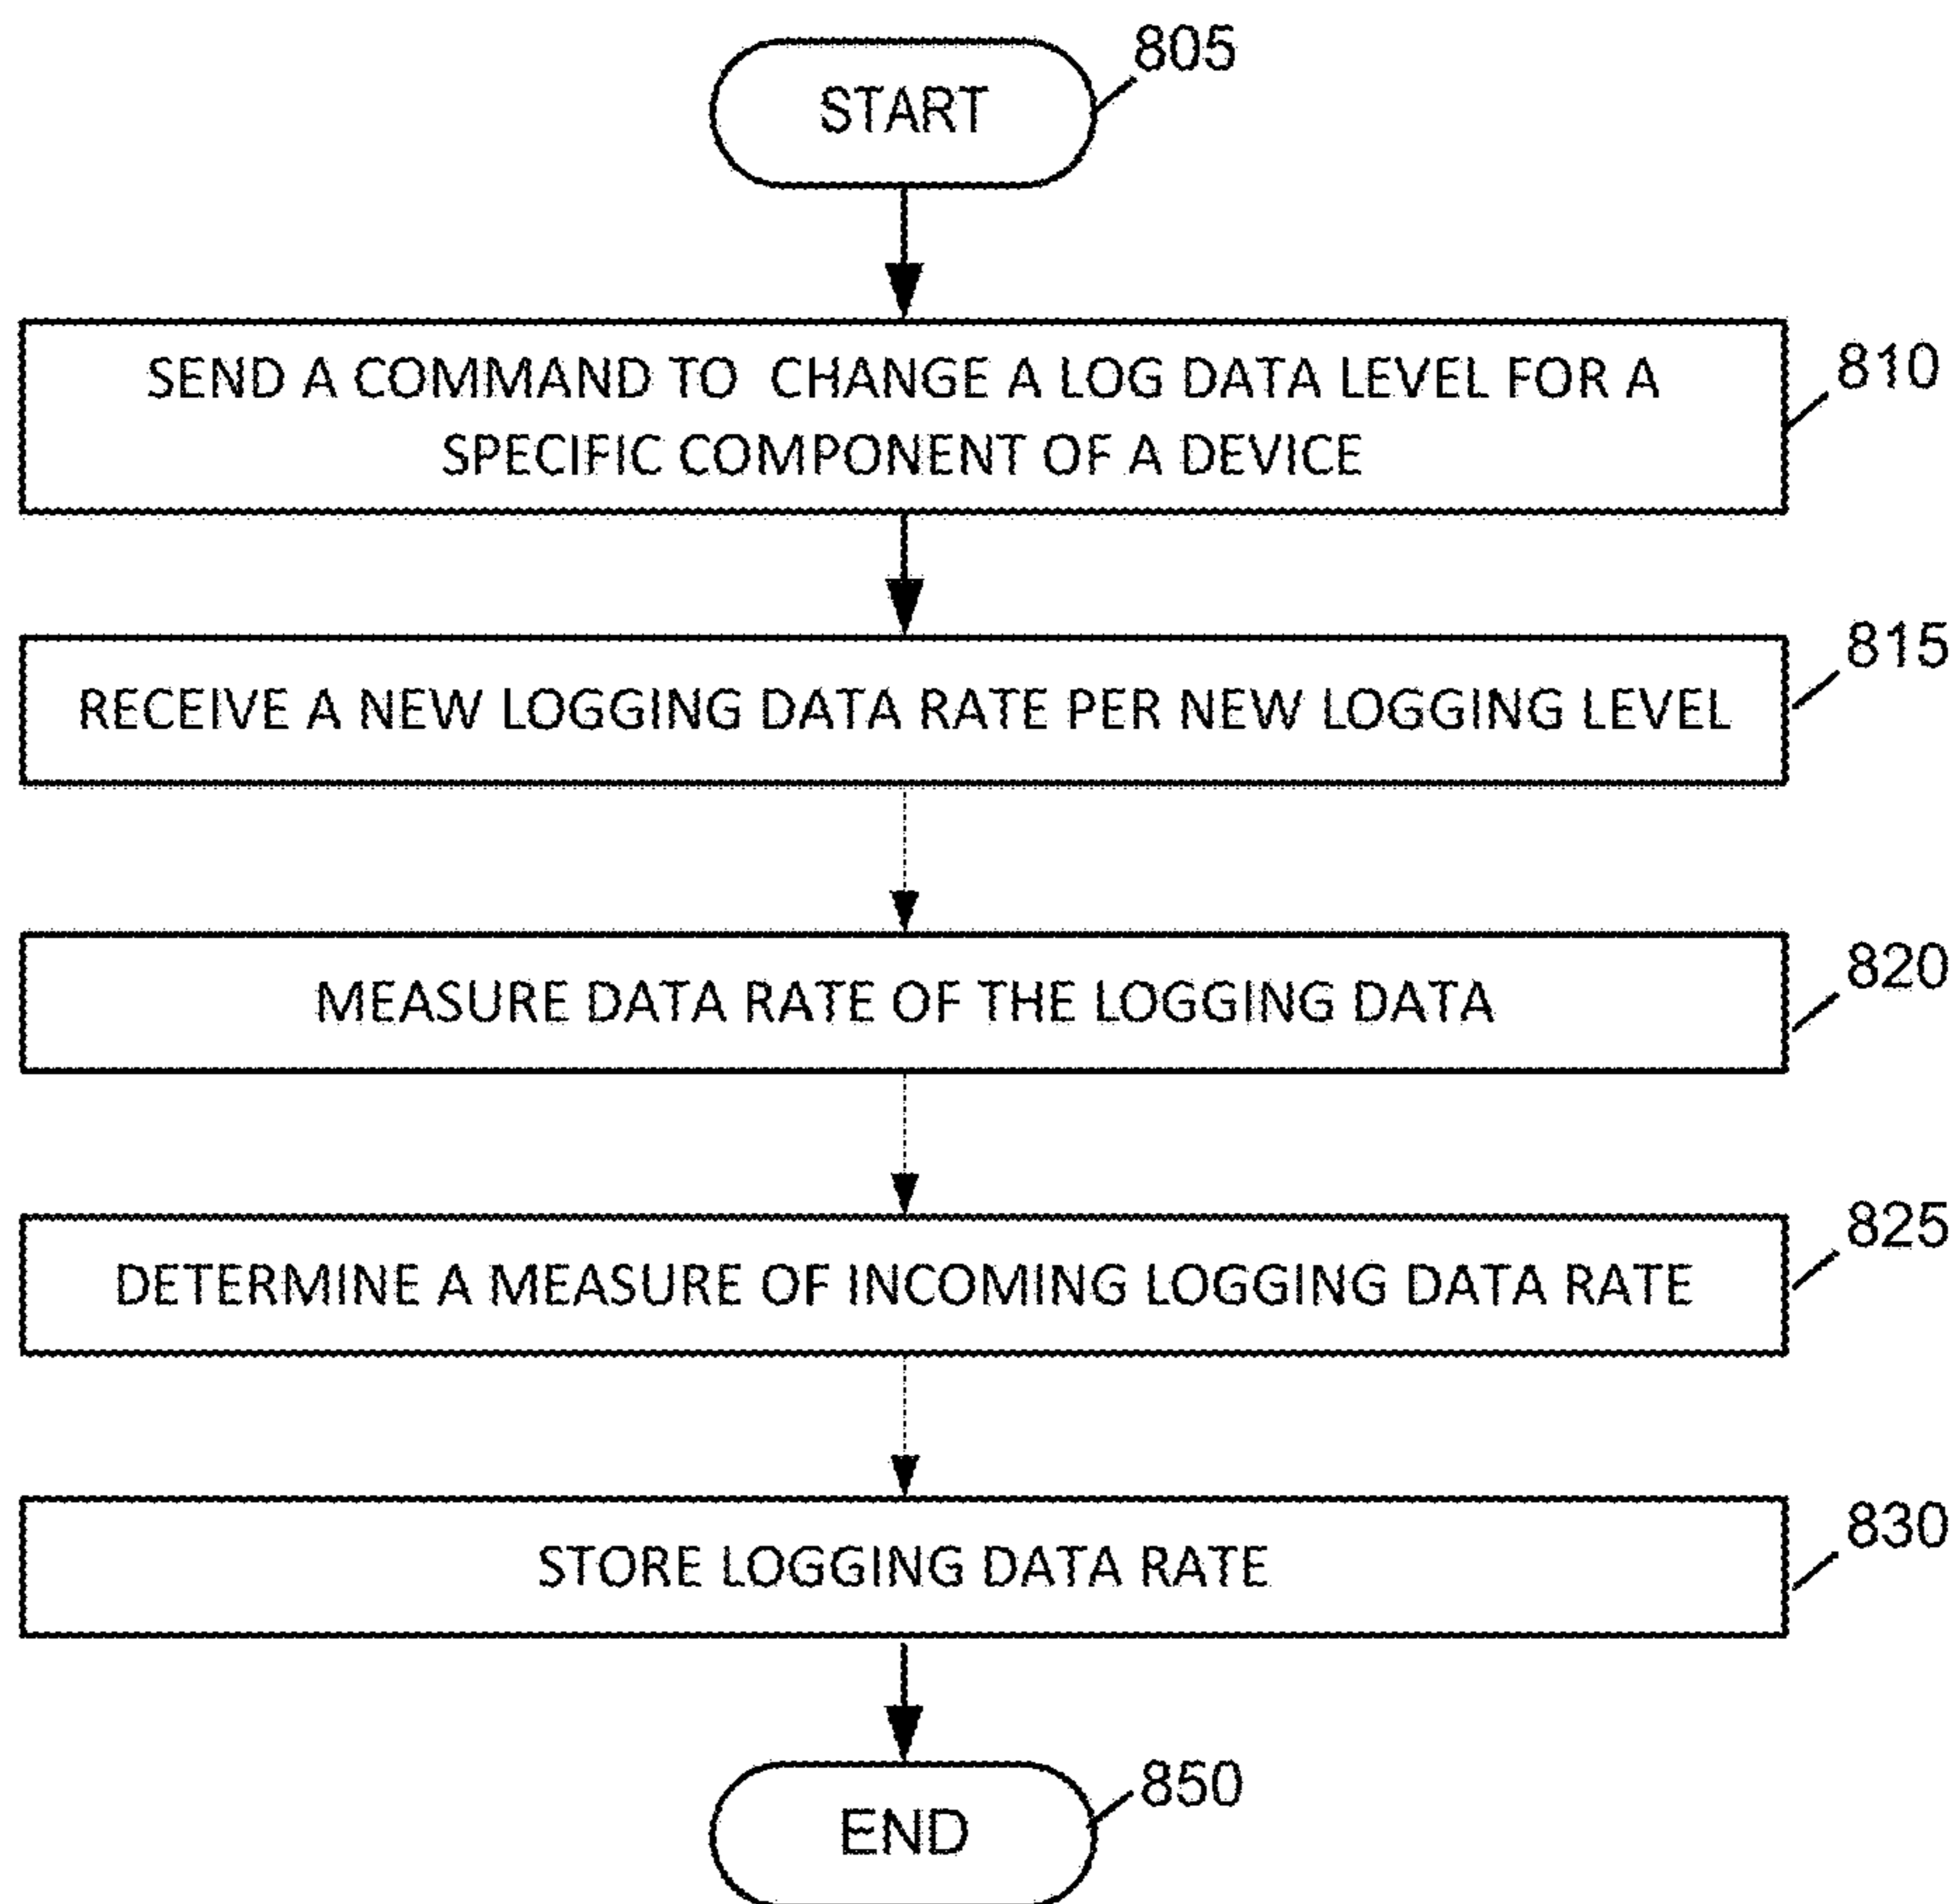 START
805
SEND A COMMAND TO CHANGE A LOG DATA LEVEL FOR A
SPECIFIC COMPONENT OF A DEVICE
810
RECEIVE A NEW LOGGING DATA RATE PER NEW LOGGING LEVEL
815
MEASURE DATA RATE OF THE LOGGING DATA
820
DETERMINE A MEASURE OF INCOMING LOGGING DATA RATE
825
STORE LOGGING DATA RATE
830
END
850